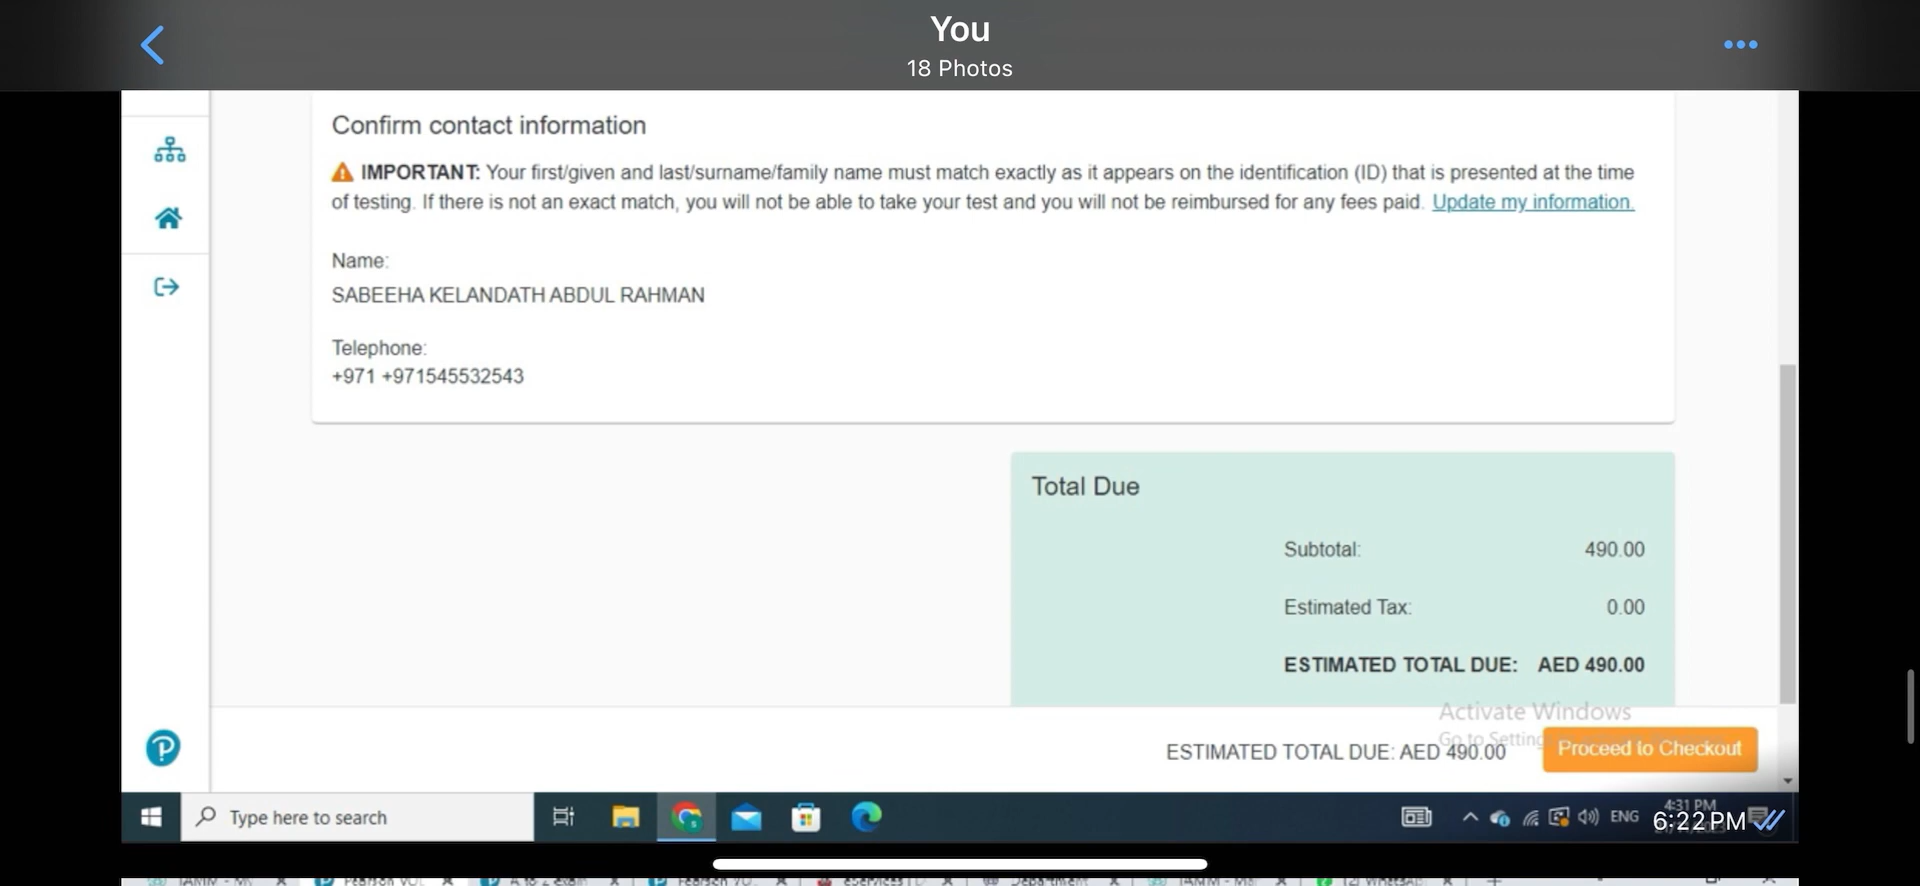 You
18 Photos
Confirm contact information
IMPORTANT: Your first/given and last/surname/family name must match exactly as it appears on the identification (ID) that is presented at the time
of testing. If there is not an exact match, you will not be able to take your test and you will not be reimbursed for any fees paid. Update my information.
Name:
SABEEHA KELANDATH ABDUL RAHMAN
Telephone:
+971 +971545532543
Total Due
Subtotal: 490.00
Estimated Tax: 0.00
ESTIMATED TOTAL DUE: AED 490.00
Activate Windows
Go to Setting
ESTIMATED TOTAL DUE: AED 490.00
Proceed to Checkout
Type here to search
ENG
4:31 PM
6:22 PM